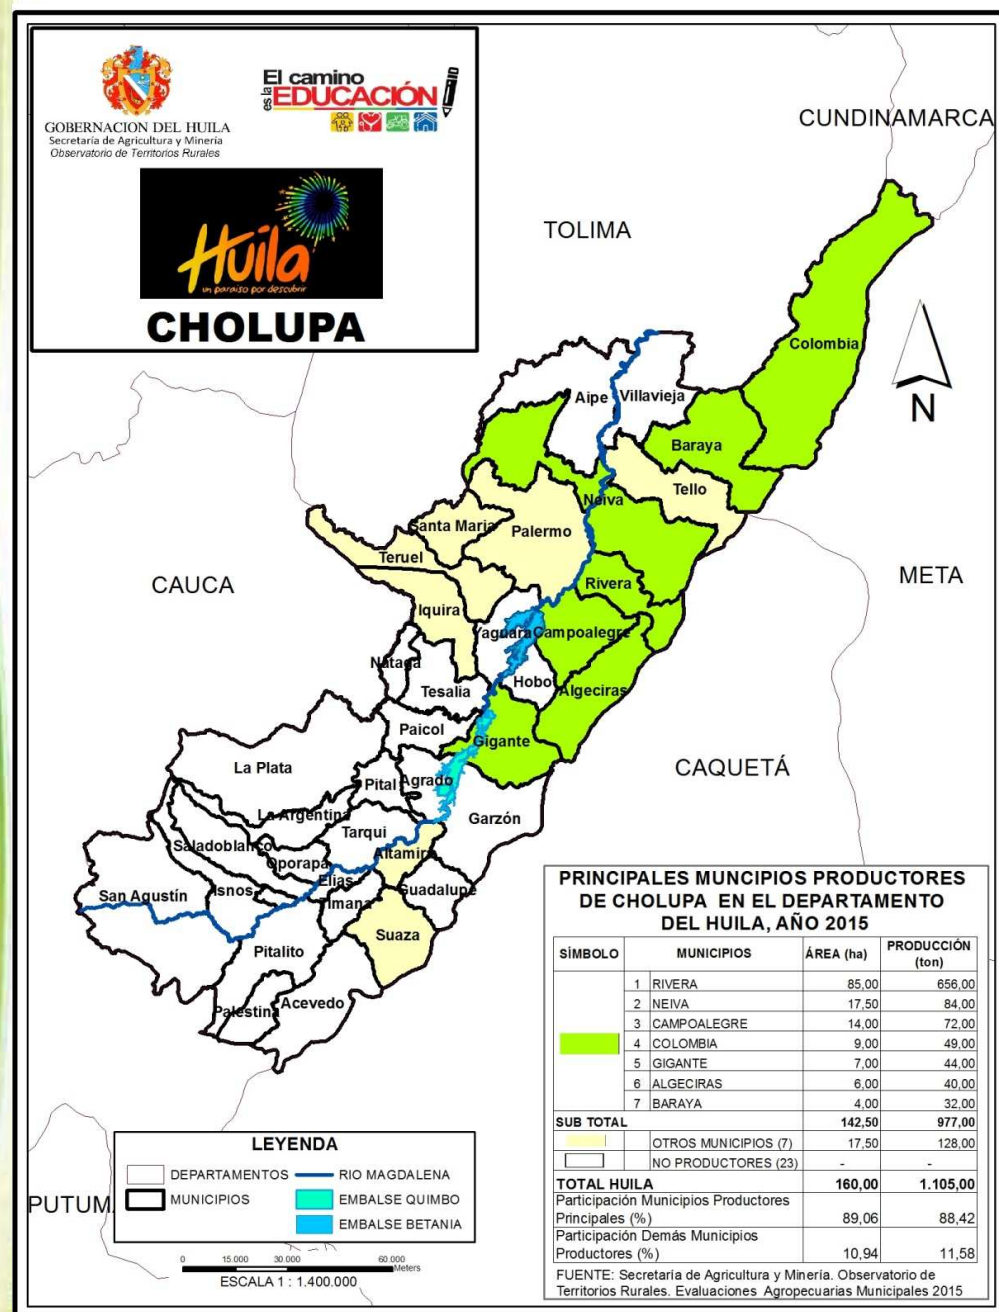 GOBERNACION DEL HUILA
Secretaría de Agricultura y Minería
Observatorio de Territorios Rurales
El camino
es la EDUCACIÓN
Huila
un paraíso por descubrir
CHOLUPA
CUNDINAMARCA
TOLIMA
Colombia
Aipe
Villavieja
Baraya
Tello
Neiva
Santa Maria
Palermo
Teruel
META
CAUCA
Rivera
Iquira
Yaguara
Campoalegre
Nataga
Tesalia
Hobo
Algeciras
Paicol
Gigante
La Plata
CAQUETÁ
Pital
Agrado
La Argentina
Garzón
Tarqui
Saladoblanco
Altamira
Oporapa
Elias
San Agustín
Isnos
Guadalupe
Timana
Suaza
Pitalito
Palestina
Acevedo
PUTUM
PRINCIPALES MUNCIPIOS PRODUCTORES
DE CHOLUPA EN EL DEPARTAMENTO
DEL HUILA, AÑO 2015
SÍMBOLO MUNICIPIOS ÁREA (ha) PRODUCCIÓN (ton)
1 RIVERA 85,00 656,00
2 NEIVA 17,50 84,00
3 CAMPOALEGRE 14,00 72,00
4 COLOMBIA 9,00 49,00
5 GIGANTE 7,00 44,00
6 ALGECIRAS 6,00 40,00
7 BARAYA 4,00 32,00
SUB TOTAL 142,50 977,00
OTROS MUNICIPIOS (7) 17,50 128,00
NO PRODUCTORES (23) - -
TOTAL HUILA 160,00 1.105,00
Participación Municipios Productores
Principales (%) 89,06 88,42
Participación Demás Municipios
Productores (%) 10,94 11,58
FUENTE: Secretaria de Agricultura y Minería. Observatorio de
Territorios Rurales. Evaluaciones Agropecuarias Municipales 2015
LEYENDA
DEPARTAMENTOS RIO MAGDALENA
MUNICIPIOS EMBALSE QUIMBO
EMBALSE BETANIA
0 15.000 30.000 60.000
Meters
ESCALA 1 : 1.400.000
N